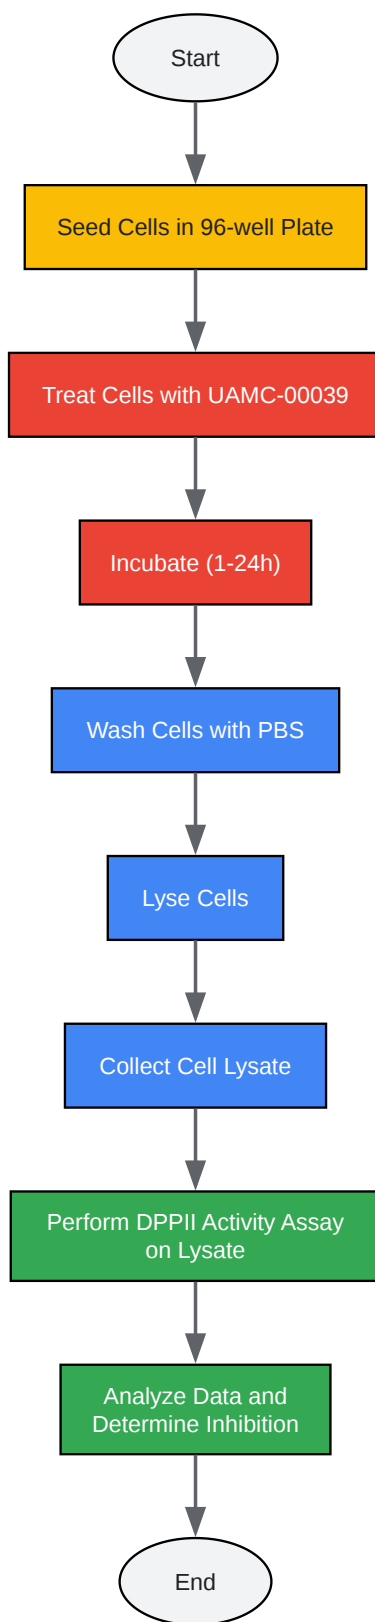 Start
Seed Cells in 96-well Plate
Treat Cells with UAMC-00039
Incubate (1-24h)
Wash Cells with PBS
Lyse Cells
Collect Cell Lysate
Perform DPPII Activity Assay
on Lysate
Analyze Data and
Determine Inhibition
End